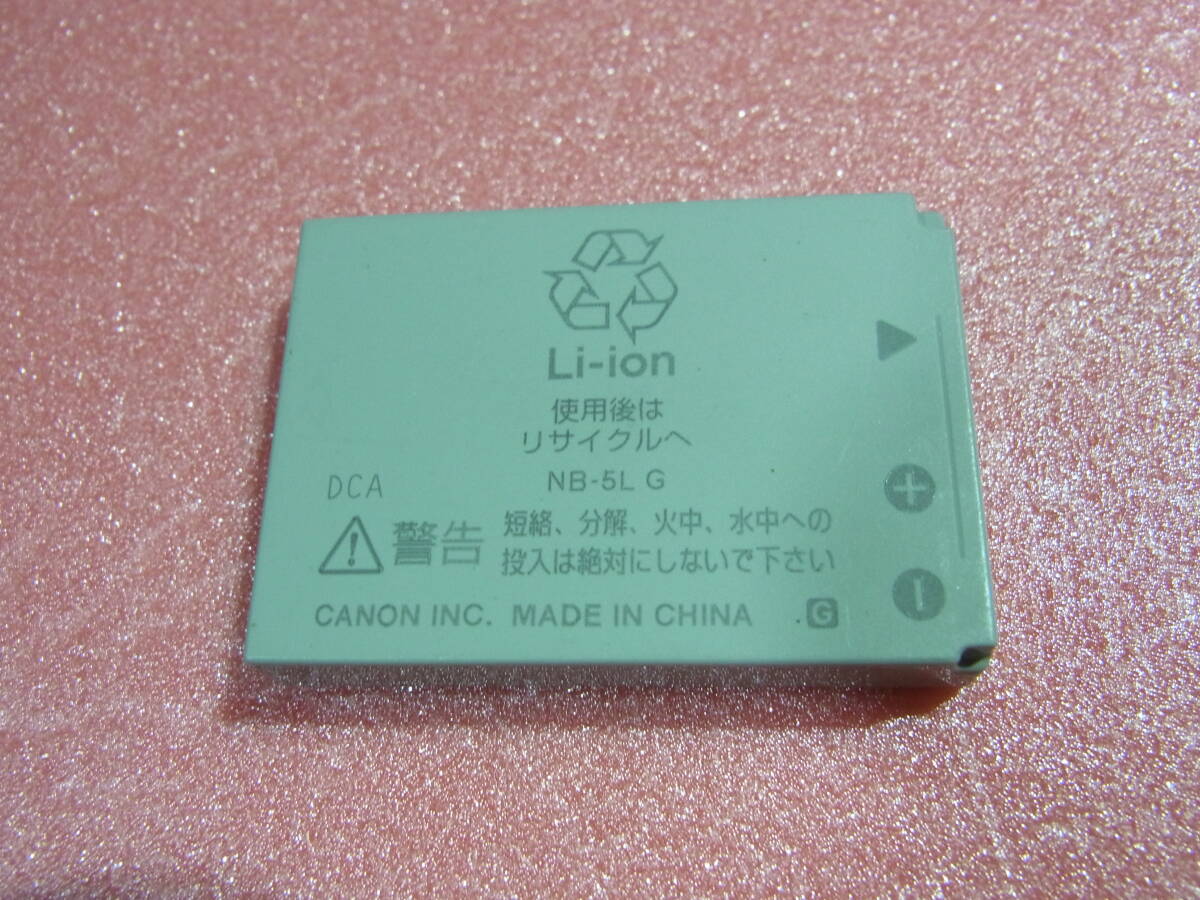 Li-ion
使用後は
リサイクルへ
NB-5L G
DCA
警告
短絡、分解、火中、水中への
投入は絶対にしないで下さい
CANON INC. MADE IN CHINA
G